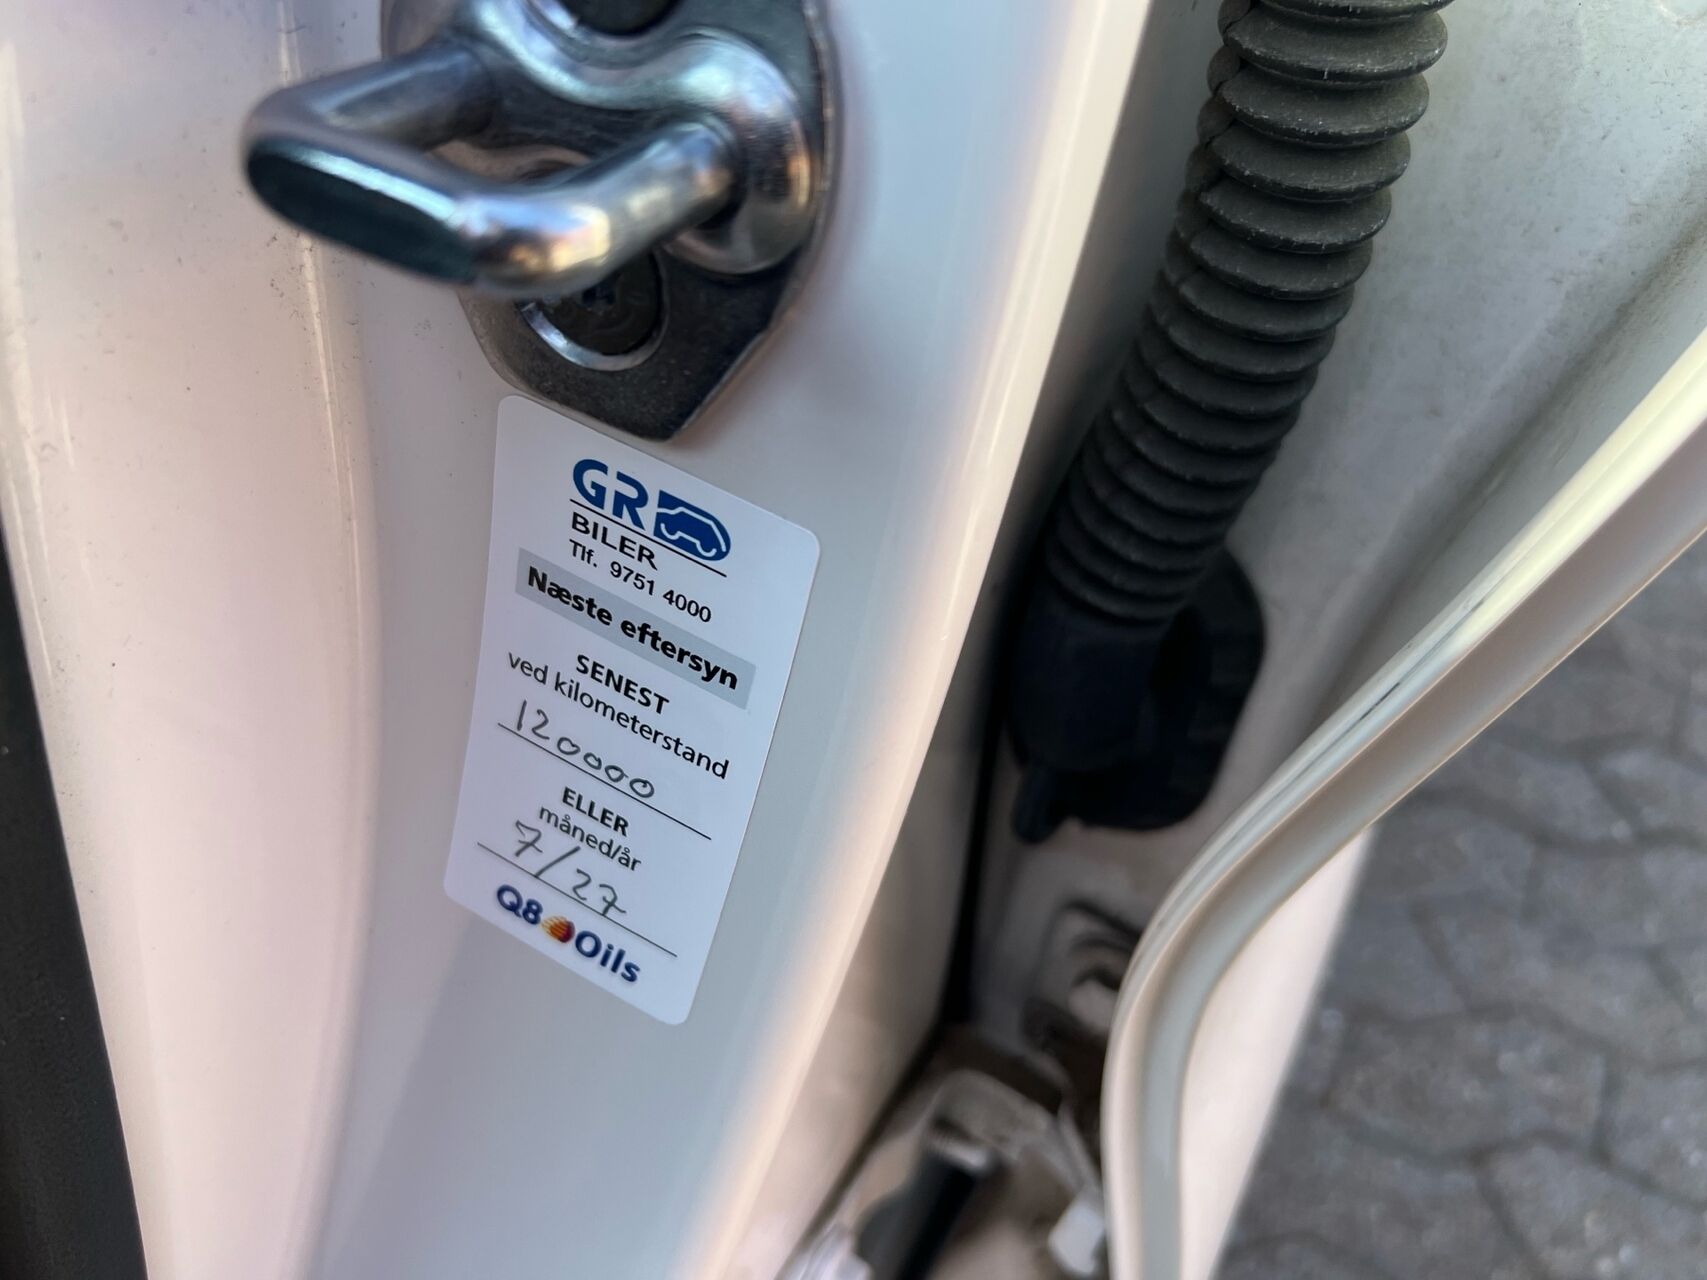 GR
BILER
Tlf. 9751 4000
Næste eftersyn
SENEST
ved kilometerstand
120000
ELLER
måned/år
7/27
Q8 Oils